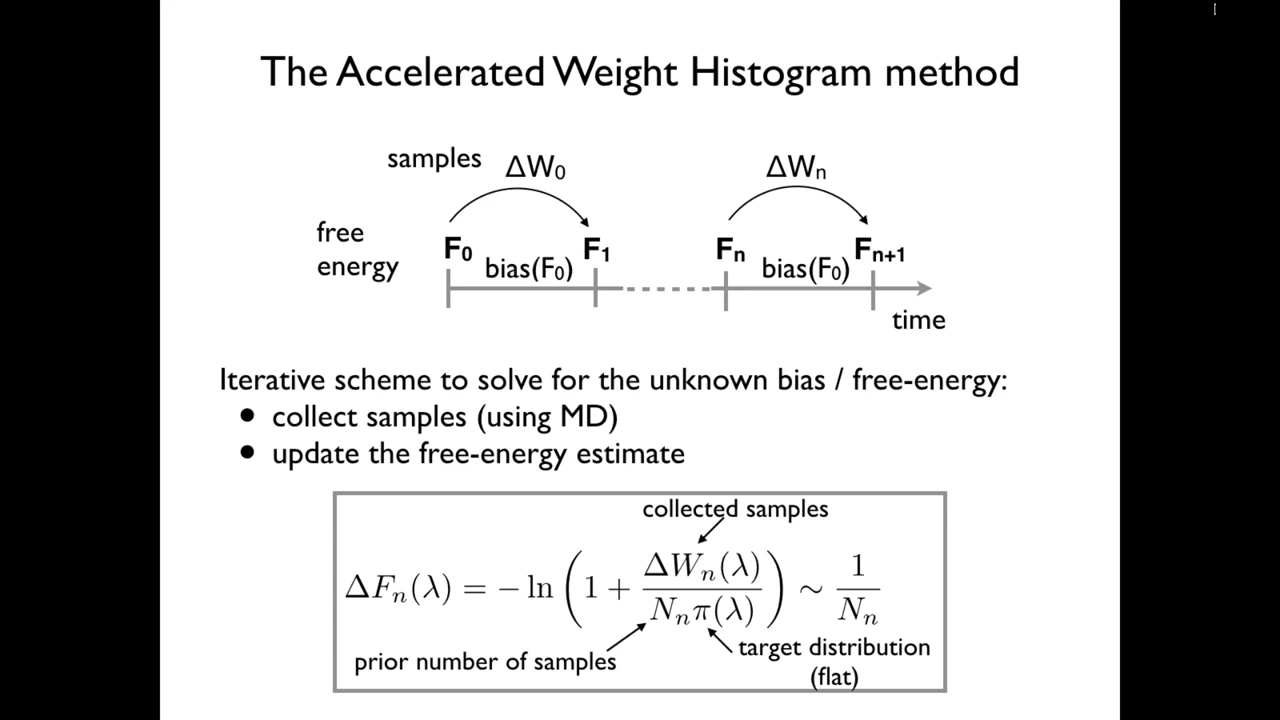 The Accelerated Weight Histogram method
samples ΔW₀ ΔWₙ
free
energy
F₀ F₁ Fₙ Fₙ₊₁
bias(F₀) bias(F₀)
time
Iterative scheme to solve for the unknown bias / free-energy:
• collect samples (using MD)
• update the free-energy estimate
collected samples
ΔFₙ(λ) = − ln (1 + ΔWₙ(λ) / Nₙπ(λ)) ∼ 1 / Nₙ
prior number of samples
target distribution
(flat)